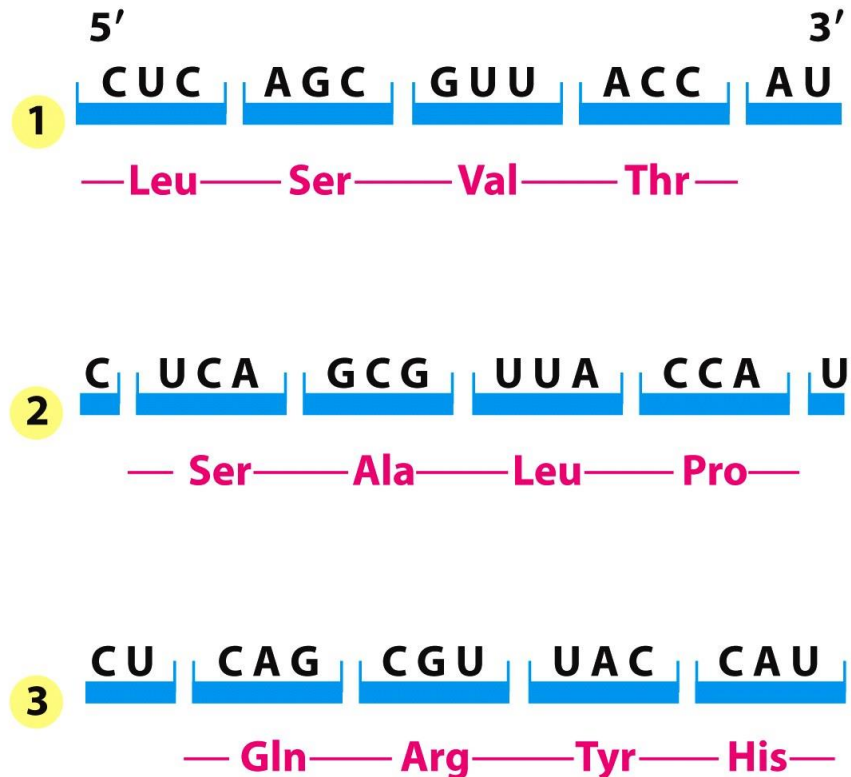 5′ 3′
CUC AGC GUU ACC AU
1
Leu Ser Val Thr
C UCA GCG UUA CCA U
2
Ser Ala Leu Pro
CU CAG CGU UAC CAU
3
Gln Arg Tyr His